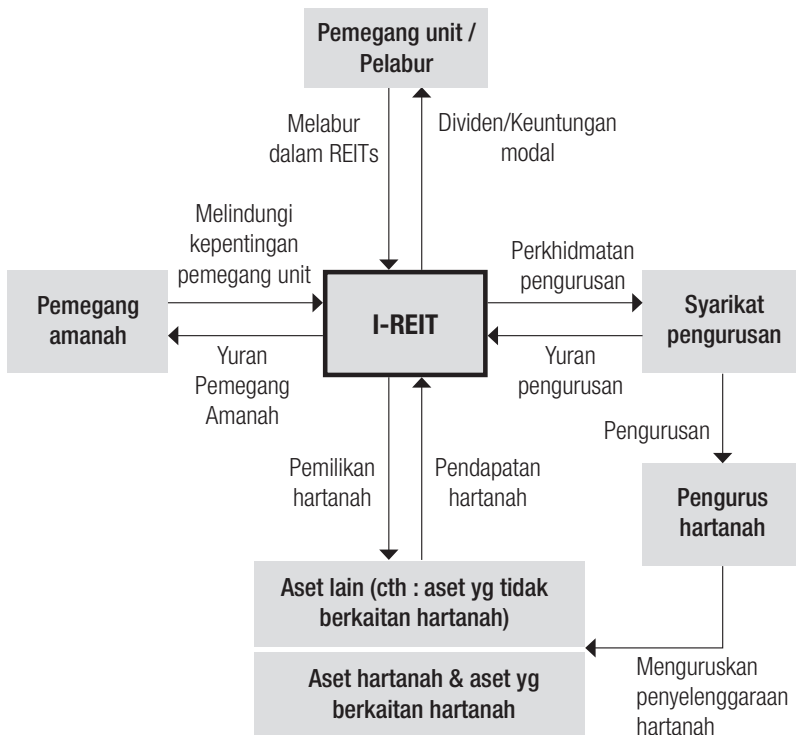 Pemegang unit /
Pelabur
Melabur
dalam REITs
Dividen/Keuntungan
modal
Melindungi
kepentingan
pemegang unit
Perkhidmatan
pengurusan
Pemegang
amanah
I-REIT
Syarikat
pengurusan
Yuran
Pemegang
Amanah
Yuran
pengurusan
Pengurusan
Pemilikan
hartanah
Pendapatan
hartanah
Pengurus
hartanah
Aset lain (cth : aset yg tidak
berkaitan hartanah)
Aset hartanah & aset yg
berkaitan hartanah
Menguruskan
penyelenggaraan
hartanah